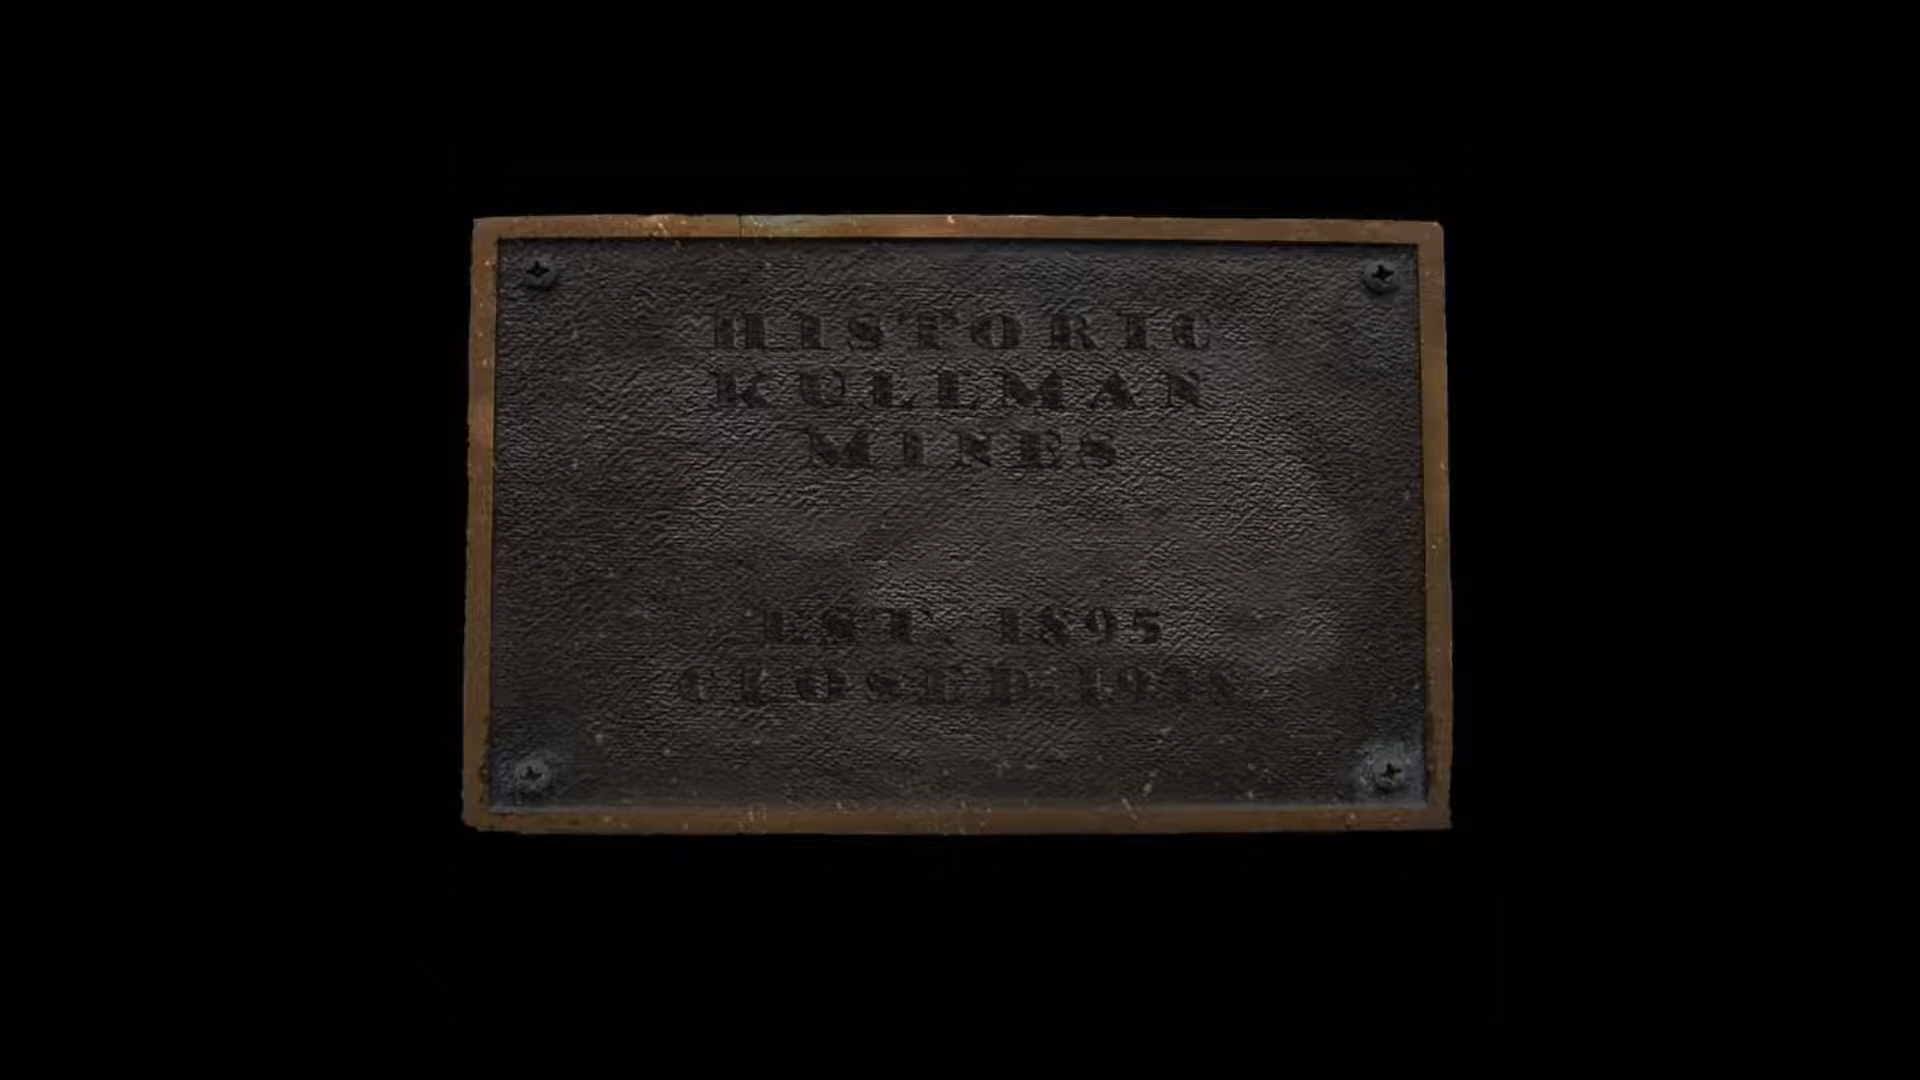 HISTORIC
KULLMAN
MINES
EST. 1895
CLOSED